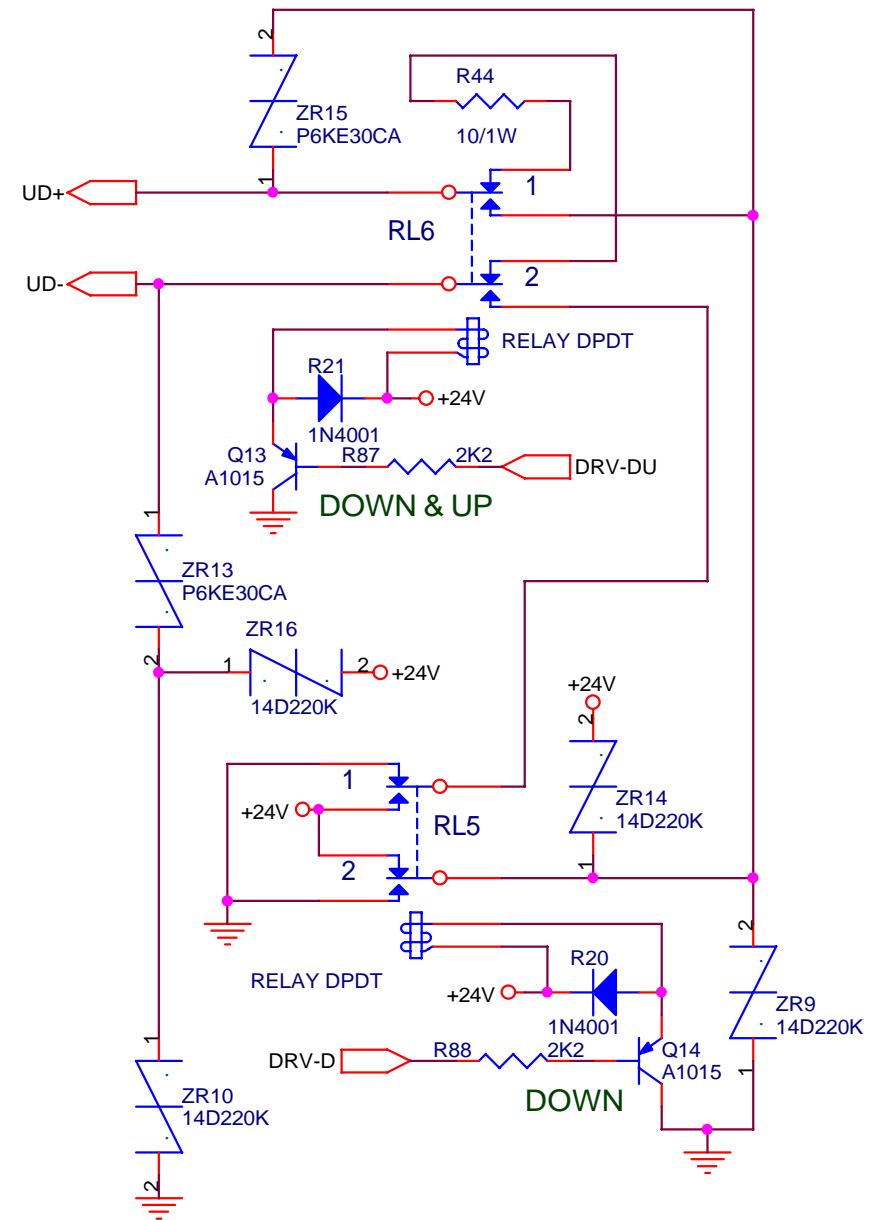 2
R44
ZR15
P6KE30CA
10/1W
1
UD+
1
RL6
UD-
2
RELAY DPDT
R21
+24V
1N4001
Q13
A1015
R87
2K2
DRV-DU
DOWN & UP
1
ZR13
P6KE30CA
2
ZR16
1
2
+24V
14D220K
+24V
2
1
ZR14
14D220K
+24V
RL5
2
1
2
RELAY DPDT
R20
+24V
1N4001
ZR9
14D220K
1
DRV-D
R88
2K2
Q14
A1015
1
ZR10
14D220K
DOWN
2